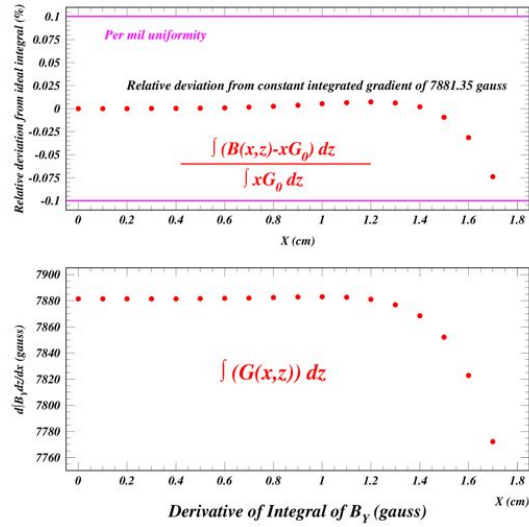 Relative deviation from ideal integral (%)
0.1
0.075
0.05
0.025
0
-0.025
-0.05
-0.075
-0.1
Per mil uniformity
Relative deviation from constant integrated gradient of 7881.35 gauss
∫ (B(x,z)-xG₀) dz
∫ xG₀ dz
0 0.2 0.4 0.6 0.8 1 1.2 1.4 1.6 1.8
X (cm)
d∫B_Y dz/dx (gauss)
7900
7880
7860
7840
7820
7800
7780
7760
∫ (G(x,z)) dz
0 0.2 0.4 0.6 0.8 1 1.2 1.4 1.6 1.8
X (cm)
Derivative of Integral of B_Y (gauss)